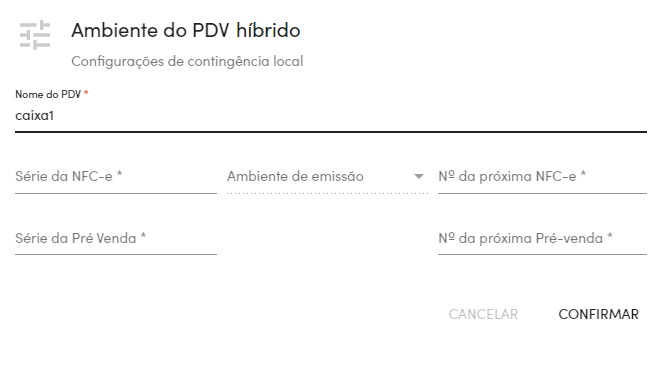 Ambiente do PDV híbrido
Configurações de contingência local
Nome do PDV *
caixa1
Série da NFC-e *
Ambiente de emissão
Nº da próxima NFC-e *
Série da Pré Venda *
Nº da próxima Pré-venda *
CANCELAR
CONFIRMAR